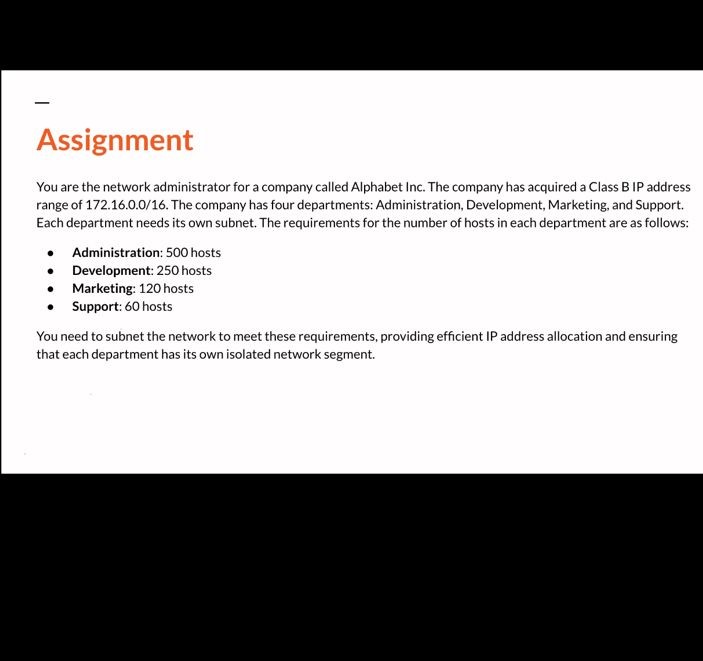 Assignment
You are the network administrator for a company called Alphabet Inc. The company has acquired a Class B IP address
range of 172.16.0.0/16. The company has four departments: Administration, Development, Marketing, and Support.
Each department needs its own subnet. The requirements for the number of hosts in each department are as follows:
● Administration: 500 hosts
● Development: 250 hosts
● Marketing: 120 hosts
● Support: 60 hosts
You need to subnet the network to meet these requirements, providing efficient IP address allocation and ensuring
that each department has its own isolated network segment.